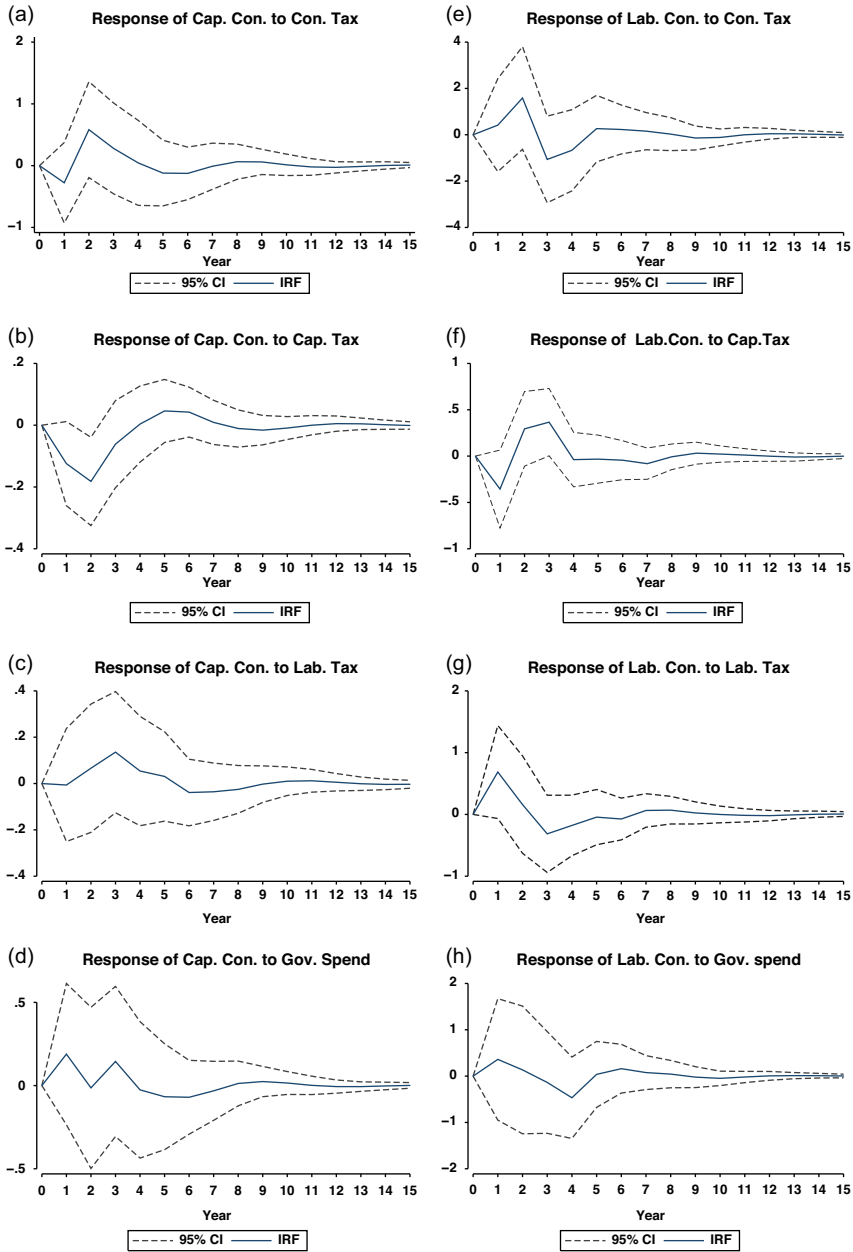 (a)
Response of Cap. Con. to Con. Tax
2
1
0
−1
0 1 2 3 4 5 6 7 8 9 10 11 12 13 14 15
Year
95% CI IRF
(e)
Response of Lab. Con. to Con. Tax
4
2
0
−2
−4
0 1 2 3 4 5 6 7 8 9 10 11 12 13 14 15
Year
95% CI IRF
(b)
Response of Cap. Con. to Cap. Tax
.2
0
−.2
−.4
0 1 2 3 4 5 6 7 8 9 10 11 12 13 14 15
Year
95% CI IRF
(f)
Response of Lab.Con. to Cap.Tax
1
.5
0
−.5
−1
0 1 2 3 4 5 6 7 8 9 10 11 12 13 14 15
Year
95% CI IRF
(c)
Response of Cap. Con. to Lab. Tax
.4
.2
0
−.2
−.4
0 1 2 3 4 5 6 7 8 9 10 11 12 13 14 15
Year
(g)
Response of Lab. Con. to Lab. Tax
2
1
0
−1
0 1 2 3 4 5 6 7 8 9 10 11 12 13 14 15
Year
(d)
Response of Cap. Con. to Gov. Spend
.5
0
−.5
0 1 2 3 4 5 6 7 8 9 10 11 12 13 14 15
Year
95% CI IRF
(h)
Response of Lab. Con. to Gov. spend
2
1
0
−1
−2
0 1 2 3 4 5 6 7 8 9 10 11 12 13 14 15
Year
95% CI IRF